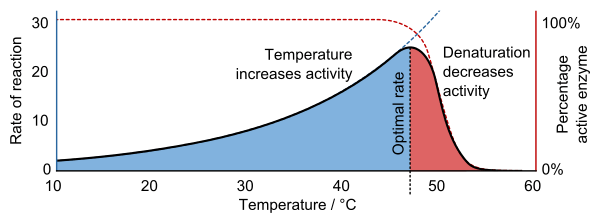 30
20
10
0
Rate of reaction
Temperature
increases activity
Optimal rate
Denaturation
decreases
activity
100%
0%
Percentage
active enzyme
10
20
30
40
50
60
Temperature / °C